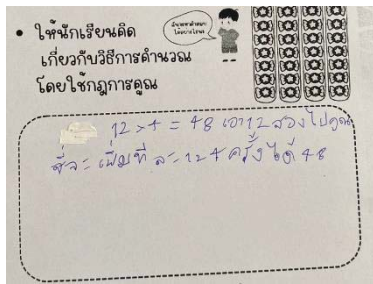 • ให้นักเรียนคิด
เกี่ยวกับวิธีการคำนวณ
โดยใช้กฎการคูณ
12 × 4 = 48 เอา 12 ลองไปคูณ
เพิ่มทีละ 12 4 ครั้ง ได้ 48